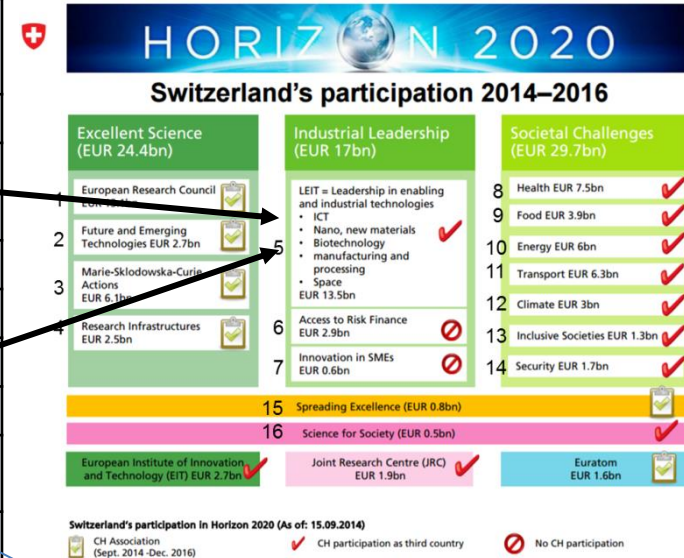 HORIZON 2020
Switzerland's participation 2014–2016
Excellent Science
(EUR 24.4bn)
1
European Research Council
2
Future and Emerging
Technologies EUR 2.7bn
3
Marie-Sklodowska-Curie
Actions
EUR 6.1bn
4
Research Infrastructures
EUR 2.5bn
Industrial Leadership
(EUR 17bn)
5
LEIT = Leadership in enabling
and industrial technologies
• ICT
• Nano, new materials
• Biotechnology
• manufacturing and
processing
• Space
EUR 13.5bn
6
Access to Risk Finance
EUR 2.9bn
7
Innovation in SMEs
EUR 0.6bn
Societal Challenges
(EUR 29.7bn)
8 Health EUR 7.5bn
9 Food EUR 3.9bn
10 Energy EUR 6bn
11 Transport EUR 6.3bn
12 Climate EUR 3bn
13 Inclusive Societies EUR 1.3bn
14 Security EUR 1.7bn
15 Spreading Excellence (EUR 0.8bn)
16 Science for Society (EUR 0.5bn)
European Institute of Innovation
and Technology (EIT) EUR 2.7bn
Joint Research Centre (JRC)
EUR 1.9bn
Euratom
EUR 1.6bn
Switzerland's participation in Horizon 2020 (As of: 15.09.2014)
CH Association
(Sept. 2014 -Dec. 2016)
CH participation as third country
No CH participation